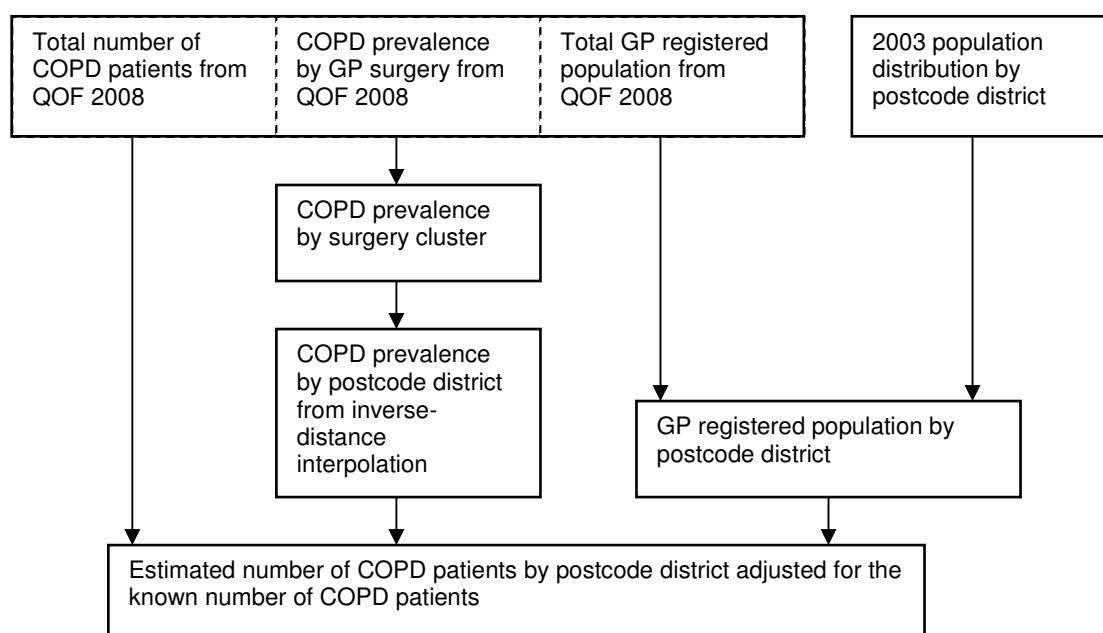 Total number of
COPD patients from
QOF 2008
COPD prevalence
by GP surgery from
QOF 2008
Total GP registered
population from
QOF 2008
2003 population
distribution by
postcode district
COPD prevalence
by surgery cluster
COPD prevalence
by postcode district
from inverse-
distance
interpolation
GP registered population by
postcode district
Estimated number of COPD patients by postcode district adjusted for the
known number of COPD patients